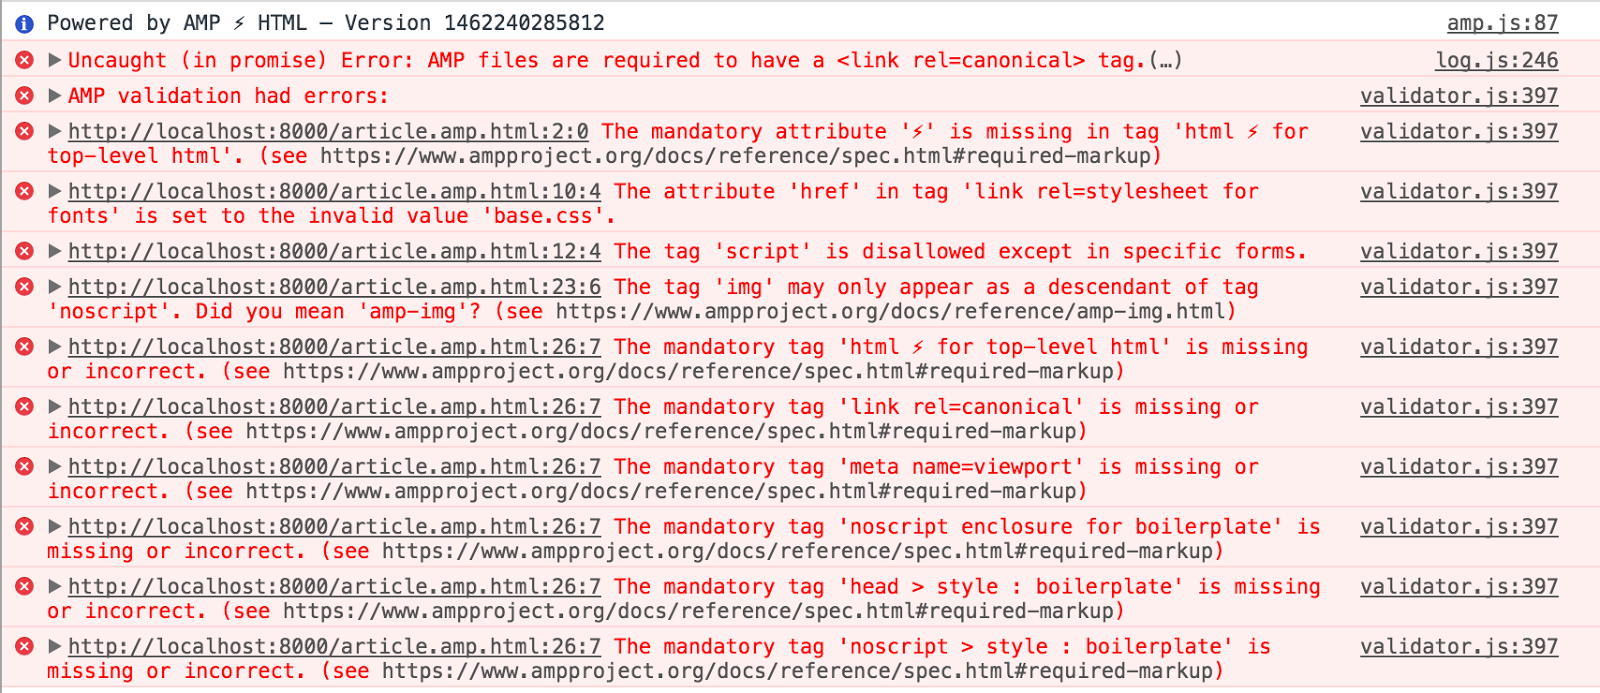 Powered by AMP ⚡ HTML – Version 1462240285812 amp.js:87
Uncaught (in promise) Error: AMP files are required to have a <link rel=canonical> tag.(…) log.js:246
AMP validation had errors: validator.js:397
http://localhost:8000/article.amp.html:2:0 The mandatory attribute '⚡' is missing in tag 'html ⚡ for validator.js:397
top-level html'. (see https://www.ampproject.org/docs/reference/spec.html#required-markup)
http://localhost:8000/article.amp.html:10:4 The attribute 'href' in tag 'link rel=stylesheet for validator.js:397
fonts' is set to the invalid value 'base.css'.
http://localhost:8000/article.amp.html:12:4 The tag 'script' is disallowed except in specific forms. validator.js:397
http://localhost:8000/article.amp.html:23:6 The tag 'img' may only appear as a descendant of tag validator.js:397
'noscript'. Did you mean 'amp-img'? (see https://www.ampproject.org/docs/reference/amp-img.html)
http://localhost:8000/article.amp.html:26:7 The mandatory tag 'html ⚡ for top-level html' is missing validator.js:397
or incorrect. (see https://www.ampproject.org/docs/reference/spec.html#required-markup)
http://localhost:8000/article.amp.html:26:7 The mandatory tag 'link rel=canonical' is missing or validator.js:397
incorrect. (see https://www.ampproject.org/docs/reference/spec.html#required-markup)
http://localhost:8000/article.amp.html:26:7 The mandatory tag 'meta name=viewport' is missing or validator.js:397
incorrect. (see https://www.ampproject.org/docs/reference/spec.html#required-markup)
http://localhost:8000/article.amp.html:26:7 The mandatory tag 'noscript enclosure for boilerplate' is validator.js:397
missing or incorrect. (see https://www.ampproject.org/docs/reference/spec.html#required-markup)
http://localhost:8000/article.amp.html:26:7 The mandatory tag 'head > style : boilerplate' is missing validator.js:397
or incorrect. (see https://www.ampproject.org/docs/reference/spec.html#required-markup)
http://localhost:8000/article.amp.html:26:7 The mandatory tag 'noscript > style : boilerplate' is validator.js:397
missing or incorrect. (see https://www.ampproject.org/docs/reference/spec.html#required-markup)